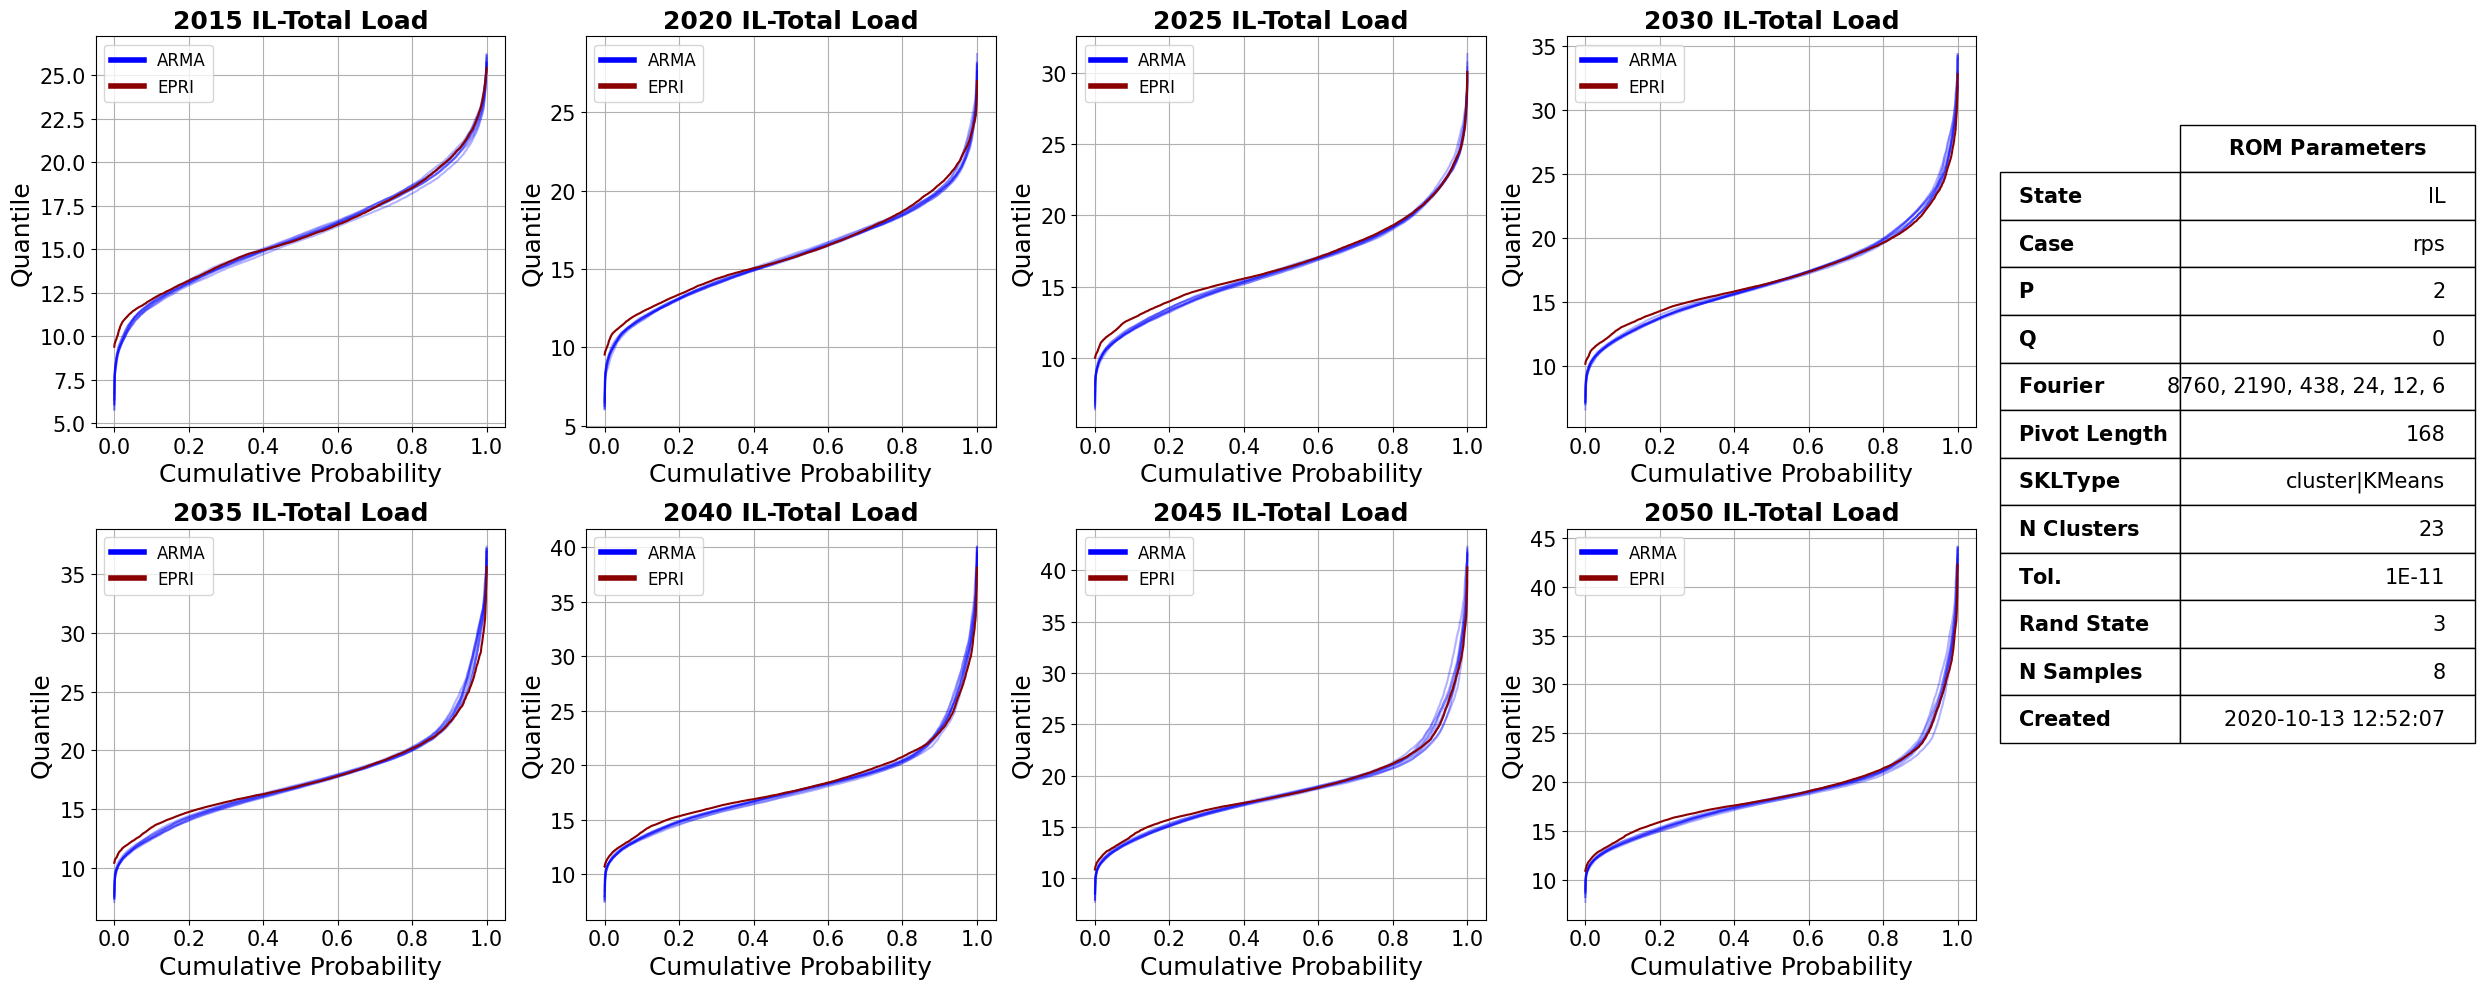 2015 IL-Total Load
ARMA
EPRI
25.0
22.5
20.0
17.5
15.0
12.5
10.0
7.5
5.0
Quantile
0.0 0.2 0.4 0.6 0.8 1.0
Cumulative Probability
2020 IL-Total Load
ARMA
EPRI
25
20
15
10
5
Quantile
0.0 0.2 0.4 0.6 0.8 1.0
Cumulative Probability
2025 IL-Total Load
ARMA
EPRI
30
25
20
15
10
Quantile
0.0 0.2 0.4 0.6 0.8 1.0
Cumulative Probability
2030 IL-Total Load
ARMA
EPRI
35
30
25
20
15
10
Quantile
0.0 0.2 0.4 0.6 0.8 1.0
Cumulative Probability
2035 IL-Total Load
ARMA
EPRI
35
30
25
20
15
10
Quantile
0.0 0.2 0.4 0.6 0.8 1.0
Cumulative Probability
2040 IL-Total Load
ARMA
EPRI
40
35
30
25
20
15
10
Quantile
0.0 0.2 0.4 0.6 0.8 1.0
Cumulative Probability
2045 IL-Total Load
ARMA
EPRI
40
35
30
25
20
15
10
Quantile
0.0 0.2 0.4 0.6 0.8 1.0
Cumulative Probability
2050 IL-Total Load
ARMA
EPRI
45
40
35
30
25
20
15
10
Quantile
0.0 0.2 0.4 0.6 0.8 1.0
Cumulative Probability
ROM Parameters
State IL
Case rps
P 2
Q 0
Fourier 8760, 2190, 438, 24, 12, 6
Pivot Length 168
SKLType cluster|KMeans
N Clusters 23
Tol. 1E-11
Rand State 3
N Samples 8
Created 2020-10-13 12:52:07